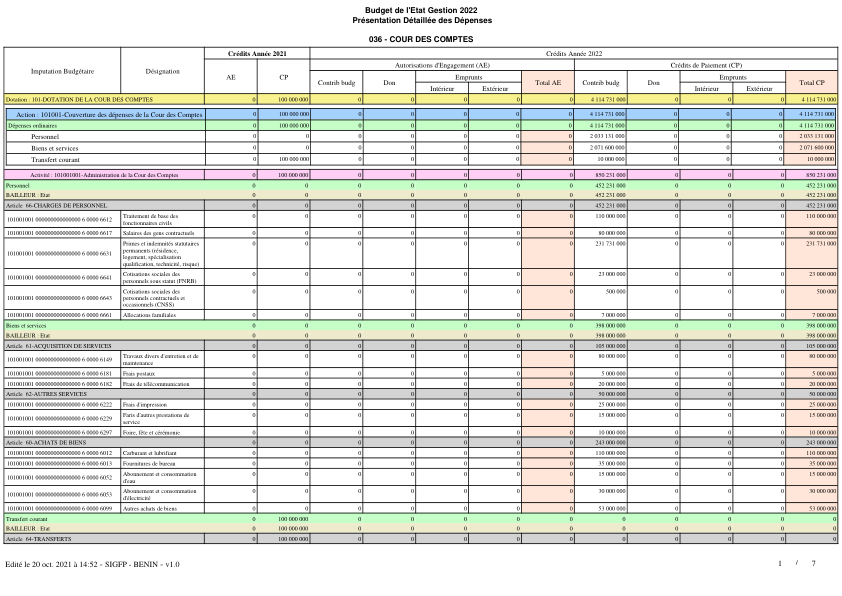 Budget de l'Etat Gestion 2022
Présentation Détaillée des Dépenses
036 - COUR DES COMPTES
Imputation Budgétaire Désignation Crédits Année 2021 Crédits Année 2022
AE CP Autorisations d'Engagement (AE) Crédits de Paiement (CP)
Contrib budg Don Emprunts Total AE Contrib budg Don Emprunts Total CP
Intérieur Extérieur Intérieur Extérieur
Dotation : 101-DOTATION DE LA COUR DES COMPTES 0 100 000 000 0 0 0 0 0 4 114 731 000 0 0 0 4 114 731 000
Action : 101001-Couverture des dépenses de la Cour des Comptes 0 100 000 000 0 0 0 0 0 4 114 731 000 0 0 0 4 114 731 000
Dépenses ordinaires 0 100 000 000 0 0 0 0 0 4 114 731 000 0 0 0 4 114 731 000
Personnel 0 0 0 0 0 0 0 2 033 131 000 0 0 0 2 033 131 000
Biens et services 0 0 0 0 0 0 0 2 071 600 000 0 0 0 2 071 600 000
Transfert courant 0 100 000 000 0 0 0 0 0 10 000 000 0 0 0 10 000 000
Activité : 101001001-Administration de la Cour des Comptes 0 100 000 000 0 0 0 0 0 850 231 000 0 0 0 850 231 000
Personnel 0 0 0 0 0 0 0 452 231 000 0 0 0 452 231 000
BAILLEUR : Etat 0 0 0 0 0 0 0 452 231 000 0 0 0 452 231 000
Article 66-CHARGES DE PERSONNEL 0 0 0 0 0 0 0 452 231 000 0 0 0 452 231 000
101001001 0000000000000000 6 0000 6612 Traitement de base des 0 0 0 0 0 0 0 110 000 000 0 0 0 110 000 000
fonctionnaires civils
101001001 0000000000000000 6 0000 6617 Salaires des gens contractuels 0 0 0 0 0 0 0 80 000 000 0 0 0 80 000 000
101001001 0000000000000000 6 0000 6631 Primes et indemnités statutaires 0 0 0 0 0 0 0 231 731 000 0 0 0 231 731 000
permanents (résidence,
logement, spécialisation
qualification, technicité, risque)
101001001 0000000000000000 6 0000 6641 Cotisations sociales des 0 0 0 0 0 0 0 23 000 000 0 0 0 23 000 000
personnels sous statut (FNRB)
101001001 0000000000000000 6 0000 6643 Cotisations sociales des 0 0 0 0 0 0 0 500 000 0 0 0 500 000
personnels contractuels et
occasionnels (CNSS)
101001001 0000000000000000 6 0000 6661 Allocations familiales 0 0 0 0 0 0 0 7 000 000 0 0 0 7 000 000
Biens et services 0 0 0 0 0 0 0 398 000 000 0 0 0 398 000 000
BAILLEUR : Etat 0 0 0 0 0 0 0 398 000 000 0 0 0 398 000 000
Article 61-ACQUISITION DE SERVICES 0 0 0 0 0 0 0 105 000 000 0 0 0 105 000 000
101001001 0000000000000000 6 0000 6149 Travaux divers d'entretien et de 0 0 0 0 0 0 0 80 000 000 0 0 0 80 000 000
maintenance
101001001 0000000000000000 6 0000 6181 Frais postaux 0 0 0 0 0 0 0 5 000 000 0 0 0 5 000 000
101001001 0000000000000000 6 0000 6182 Frais de télécommunication 0 0 0 0 0 0 0 20 000 000 0 0 0 20 000 000
Article 62-AUTRES SERVICES 0 0 0 0 0 0 0 50 000 000 0 0 0 50 000 000
101001001 0000000000000000 6 0000 6222 Frais d'impression 0 0 0 0 0 0 0 25 000 000 0 0 0 25 000 000
101001001 0000000000000000 6 0000 6229 Faris d'autres prestations de 0 0 0 0 0 0 0 15 000 000 0 0 0 15 000 000
service
101001001 0000000000000000 6 0000 6297 Foire, fête et cérémonie 0 0 0 0 0 0 0 10 000 000 0 0 0 10 000 000
Article 60-ACHATS DE BIENS 0 0 0 0 0 0 0 243 000 000 0 0 0 243 000 000
101001001 0000000000000000 6 0000 6012 Carburant et lubrifiant 0 0 0 0 0 0 0 110 000 000 0 0 0 110 000 000
101001001 0000000000000000 6 0000 6013 Fournitures de bureau 0 0 0 0 0 0 0 35 000 000 0 0 0 35 000 000
101001001 0000000000000000 6 0000 6052 Abonnement et consommation 0 0 0 0 0 0 0 15 000 000 0 0 0 15 000 000
d'eau
101001001 0000000000000000 6 0000 6053 Abonnement et consommation 0 0 0 0 0 0 0 30 000 000 0 0 0 30 000 000
d'électricité
101001001 0000000000000000 6 0000 6099 Autres achats de biens 0 0 0 0 0 0 0 53 000 000 0 0 0 53 000 000
Transfert courant 0 100 000 000 0 0 0 0 0 0 0 0 0 0
BAILLEUR : Etat 0 100 000 000 0 0 0 0 0 0 0 0 0 0
Article 64-TRANSFERTS 0 100 000 000 0 0 0 0 0 0 0 0 0 0
Edité le 20 oct. 2021 à 14:52 - SIGFP - BENIN - v1.0 1 / 7